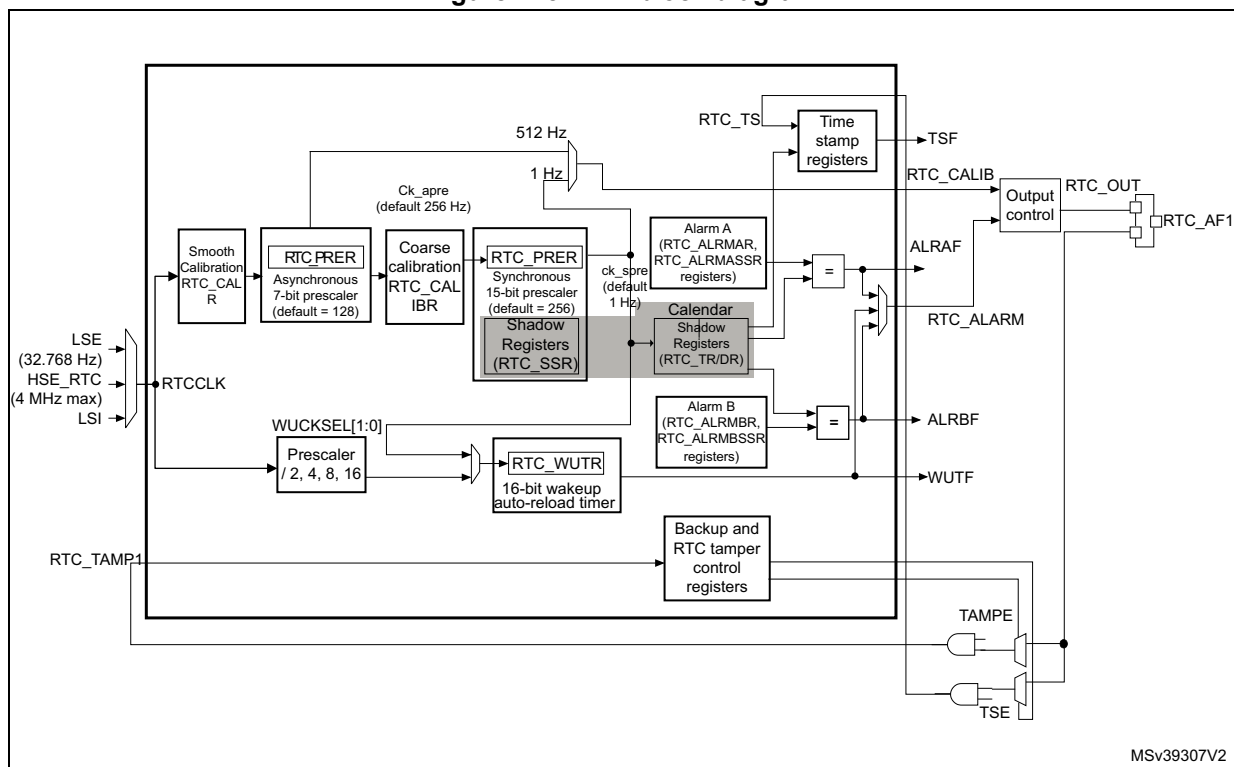 RTC_TS
Time
stamp
registers
TSF
512 Hz
1 Hz
RTC_CALIB
Output
control
RTC_OUT
RTC_AF1
Ck_apre
(default 256 Hz)
Smooth
Calibration
RTC_CAL
R
RTC_PRER
Asynchronous
7-bit prescaler
(default = 128)
Coarse
calibration
RTC_CAL
IBR
RTC_PRER
Synchronous
15-bit prescaler
(default = 256)
Shadow
Registers
(RTC_SSR)
ck_spre
(default
1 Hz)
Alarm A
(RTC_ALRMAR,
RTC_ALRMASSR
registers)
=
ALRAF
Calendar
Shadow
Registers
(RTC_TR/DR)
RTC_ALARM
LSE
(32.768 Hz)
HSE_RTC
(4 MHz max)
LSI
RTCCLK
Alarm B
(RTC_ALRMBR,
RTC_ALRMBSSR
registers)
=
ALRBF
WUCKSEL[1:0]
Prescaler
/ 2, 4, 8, 16
RTC_WUTR
16-bit wakeup
auto-reload timer
WUTF
RTC_TAMP1
Backup and
RTC tamper
control
registers
TAMPE
TSE
MSv39307V2